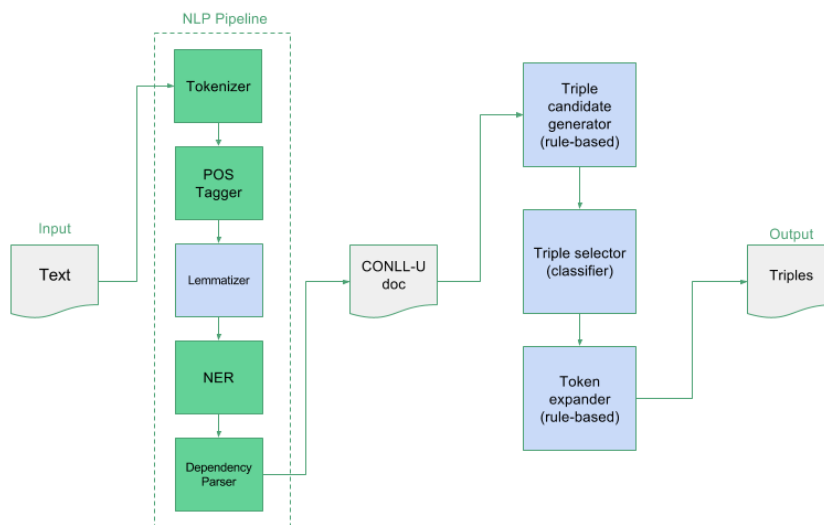 NLP Pipeline
Tokenizer
POS
Tagger
Lemmatizer
NER
Dependency
Parser
Input
Text
CONLL-U
doc
Triple
candidate
generator
(rule-based)
Triple selector
(classifier)
Token
expander
(rule-based)
Output
Triples